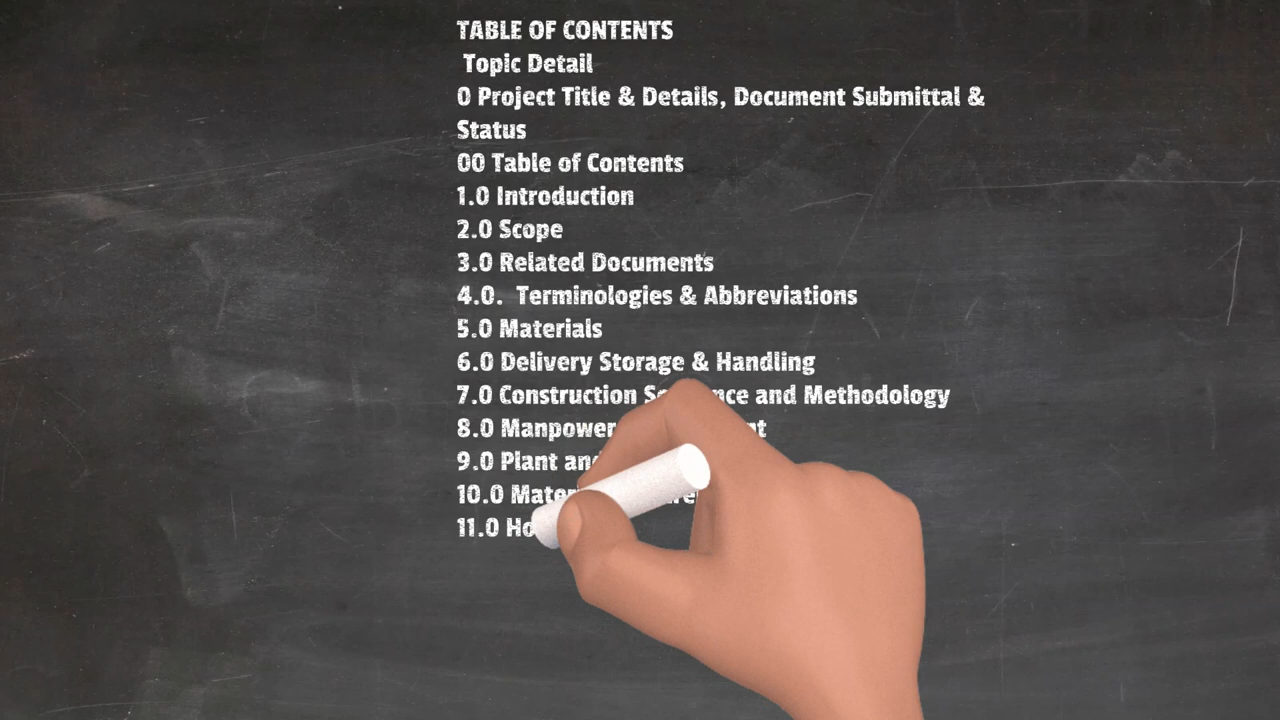 TABLE OF CONTENTS
Topic Detail
0 Project Title & Details, Document Submittal &
Status
00 Table of Contents
1.0 Introduction
2.0 Scope
3.0 Related Documents
4.0. Terminologies & Abbreviations
5.0 Materials
6.0 Delivery Storage & Handling
7.0 Construction and Methodology
8.0 Manpower
9.0 Plant
10.0
11.0